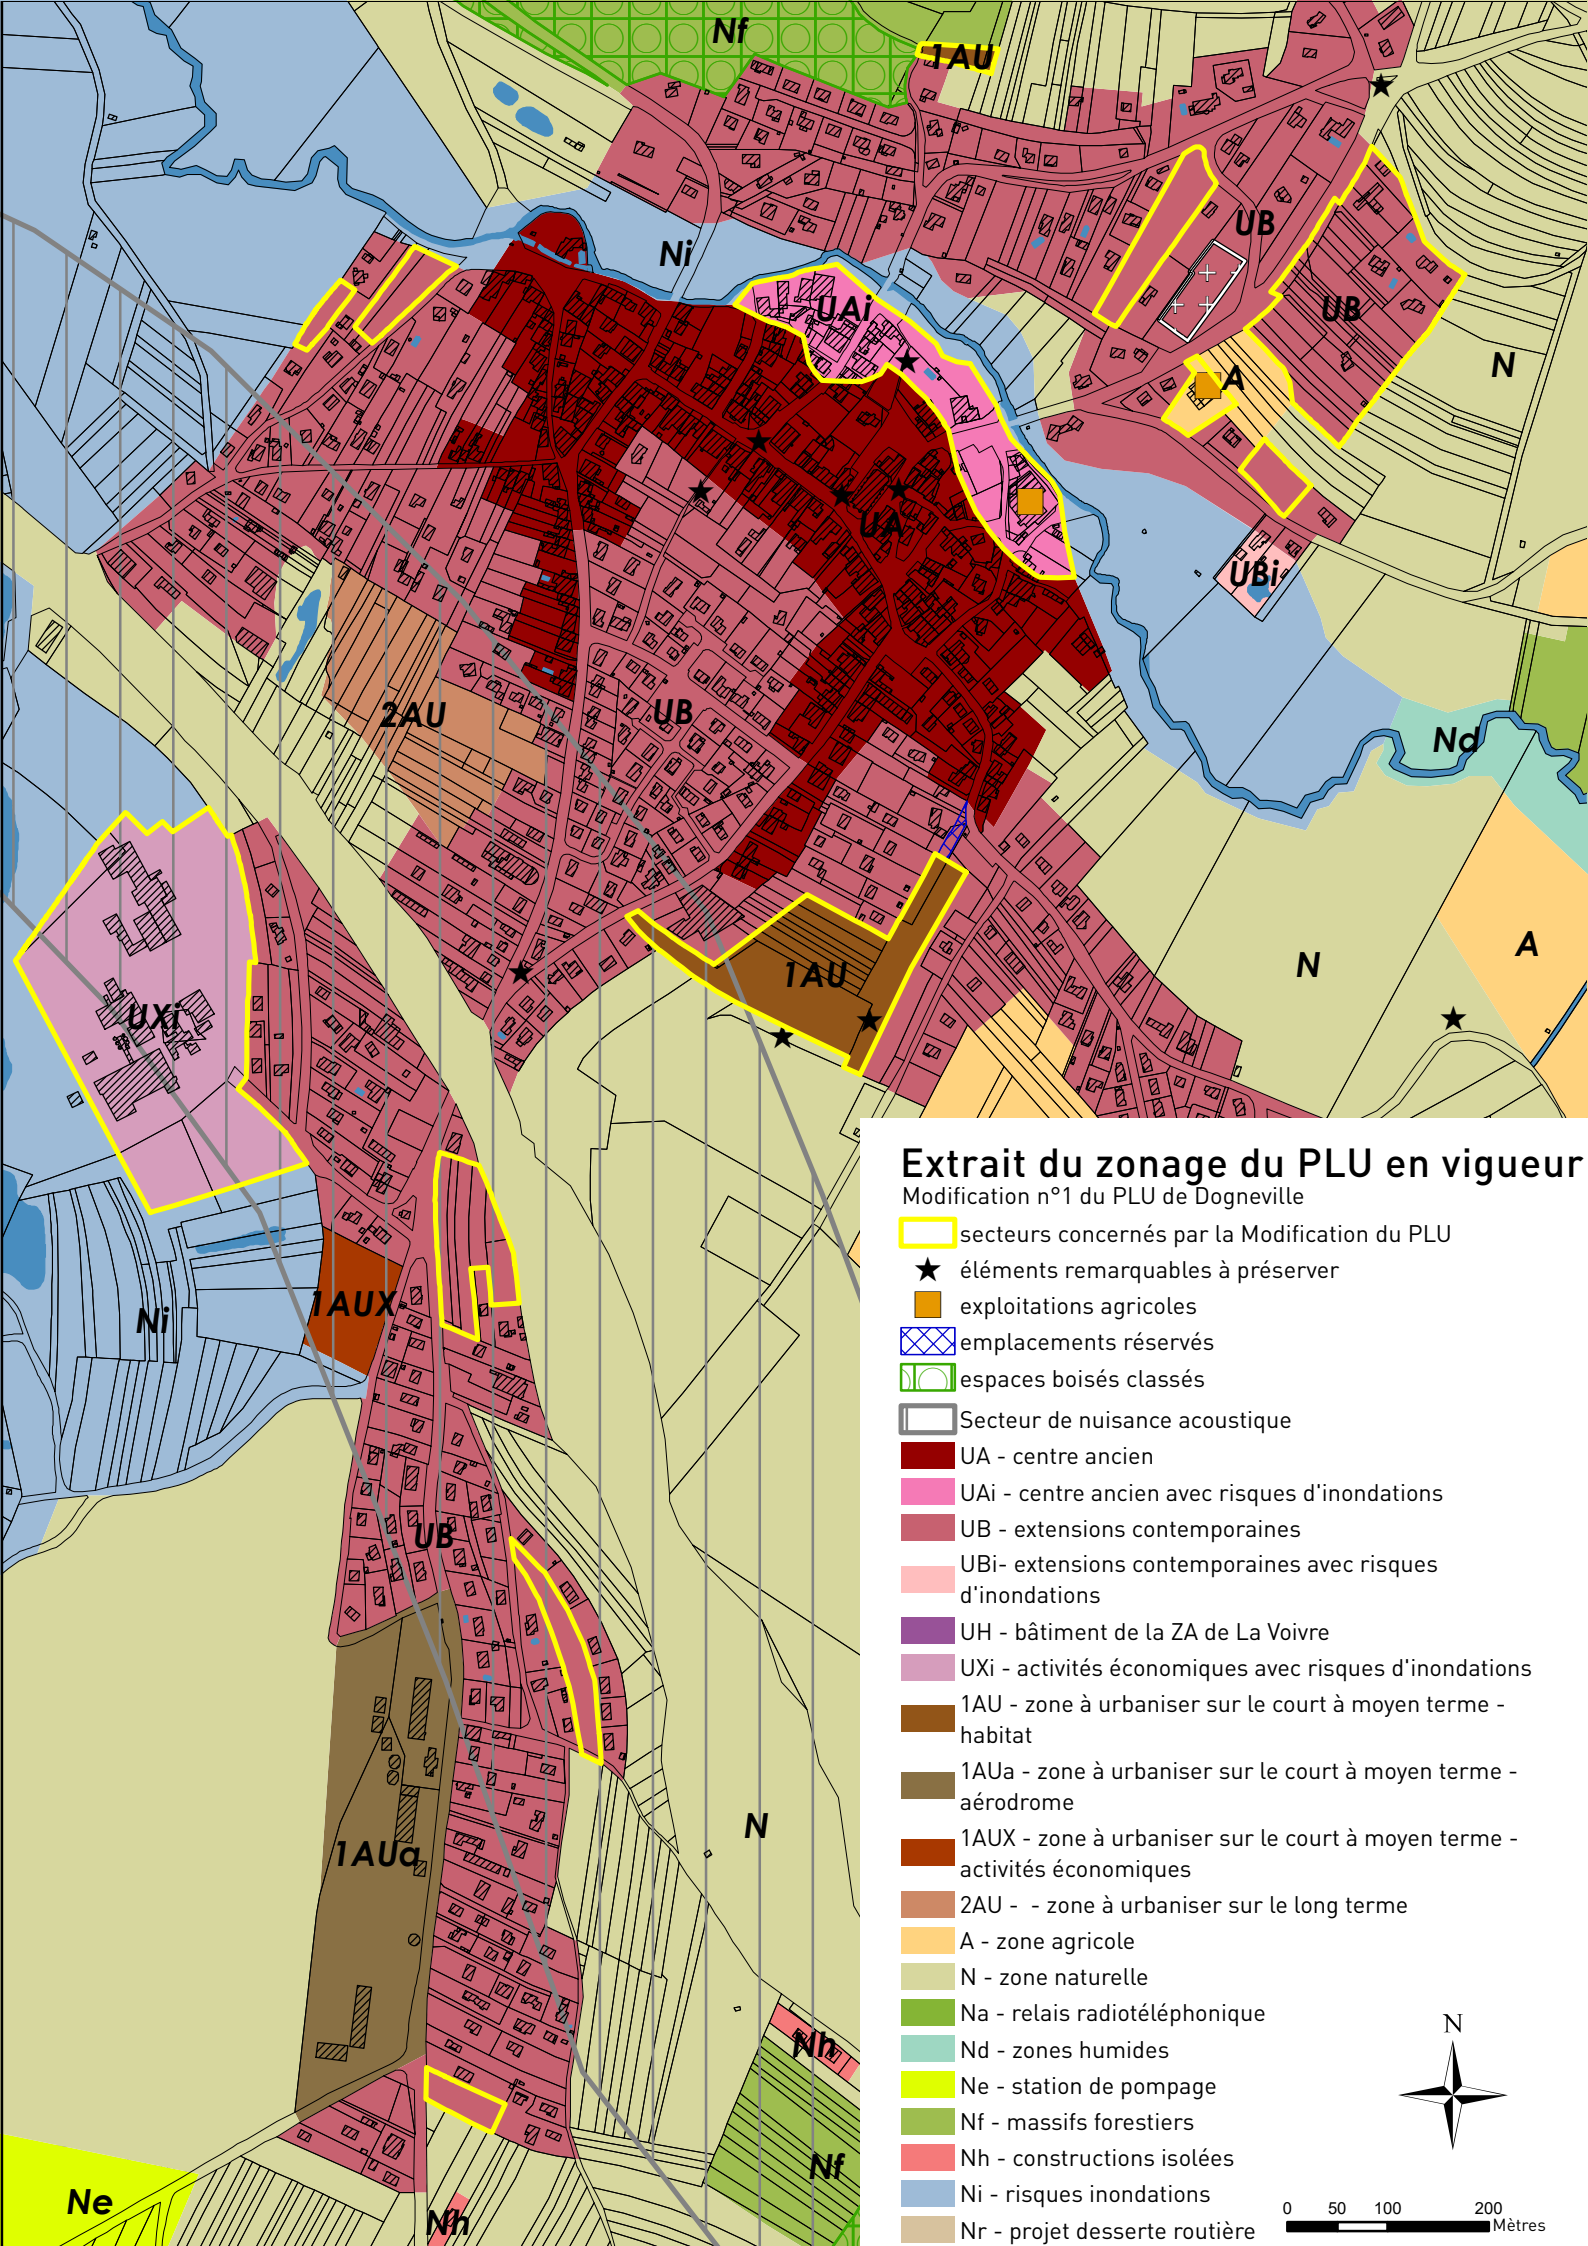 Nf
1AU
UB
Ni
UAi
UB
N
A
UA
UBi
2AU
UB
Nd
1AU
N
A
UXi
Ni
1AUX
UB
N
1AUa
Nh
Nf
Ne
Nh
Extrait du zonage du PLU en vigueur
Modification n°1 du PLU de Dogneville
secteurs concernés par la Modification du PLU
éléments remarquables à préserver
exploitations agricoles
emplacements réservés
espaces boisés classés
Secteur de nuisance acoustique
UA - centre ancien
UAi - centre ancien avec risques d'inondations
UB - extensions contemporaines
UBi- extensions contemporaines avec risques
d'inondations
UH - bâtiment de la ZA de La Voivre
UXi - activités économiques avec risques d'inondations
1AU - zone à urbaniser sur le court à moyen terme -
habitat
1AUa - zone à urbaniser sur le court à moyen terme -
aérodrome
1AUX - zone à urbaniser sur le court à moyen terme -
activités économiques
2AU - - zone à urbaniser sur le long terme
A - zone agricole
N - zone naturelle
Na - relais radiotéléphonique
Nd - zones humides
Ne - station de pompage
Nf - massifs forestiers
Nh - constructions isolées
Ni - risques inondations
Nr - projet desserte routière
N
0 50 100 200
Mètres